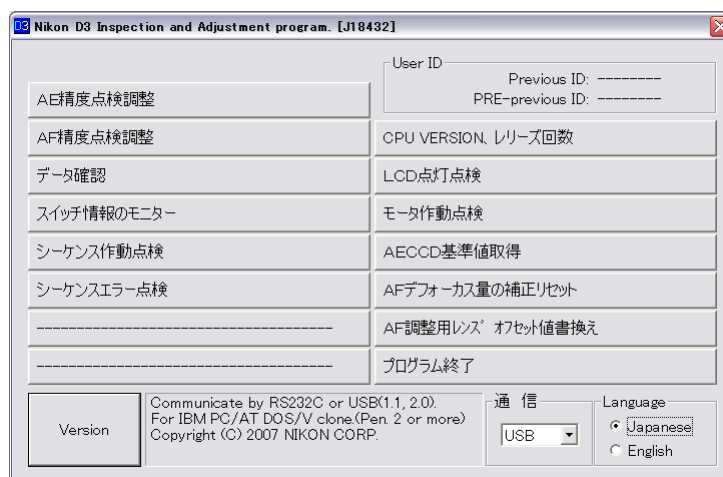 Nikon D3 Inspection and Adjustment program. [J18432]
User ID
Previous ID: --------
PRE-previous ID: --------
AE精度点検調整
AF精度点検調整
CPU VERSION、レリーズ回数
データ確認
LCD点灯点検
スイッチ情報のモニター
モータ作動点検
シーケンス作動点検
AECCD基準値取得
シーケンスエラー点検
AFデフォーカス量の補正リセット
-------------------------------------
AF調整用レンズ オフセット値書換え
-------------------------------------
プログラム終了
Version
Communicate by RS232C or USB(1.1, 2.0).
For IBM PC/AT DOS/V clone.(Pen. 2 or more)
Copyright (C) 2007 NIKON CORP.
通 信
USB
Language
Japanese
English